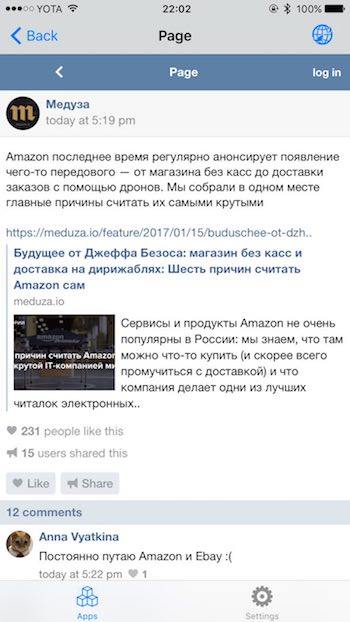 YOTA 22:02 100%
Back Page
Page log in
Медуза
today at 5:19 pm
Amazon последнее время регулярно анонсирует появление
чего-то передового — от магазина без касс до доставки
заказов с помощью дронов. Мы собрали в одном месте
главные причины считать их самыми крутыми
https://meduza.io/feature/2017/01/15/buduschee-ot-dzh..
Будущее от Джеффа Безоса: магазин без касс и
доставка на дирижаблях: Шесть причин считать
Amazon сам
meduza.io
amazon
причин считать Amazon
крутой IT-компанией ми
Сервисы и продукты Amazon не очень
популярны в России: мы знаем, что там
можно что-то купить (и скорее всего
промучиться с доставкой) и что
компания делает одни из лучших
читалок электронных..
231 people like this
15 users shared this
Like Share
12 comments
Anna Vyatkina
Постоянно путаю Amazon и Ebay :(
today at 5:22 pm 1
Apps Settings